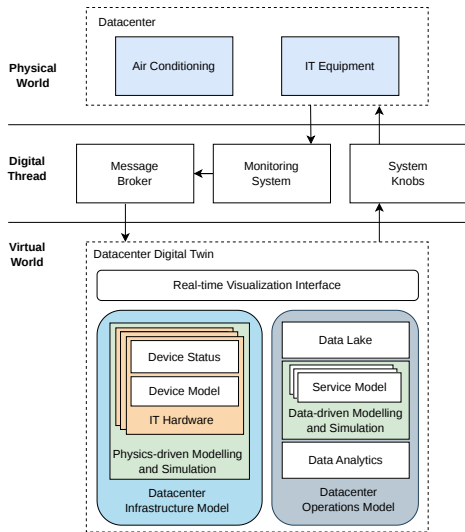 Datacenter
Air Conditioning
IT Equipment
Physical
World
Digital
Thread
Message
Broker
Monitoring
System
System
Knobs
Virtual
World
Datacenter Digital Twin
Real-time Visualization Interface
Device Status
Device Model
IT Hardware
Physics-driven Modelling
and Simulation
Datacenter
Infrastructure Model
Data Lake
Service Model
Data-driven Modelling
and Simulation
Data Analytics
Datacenter
Operations Model